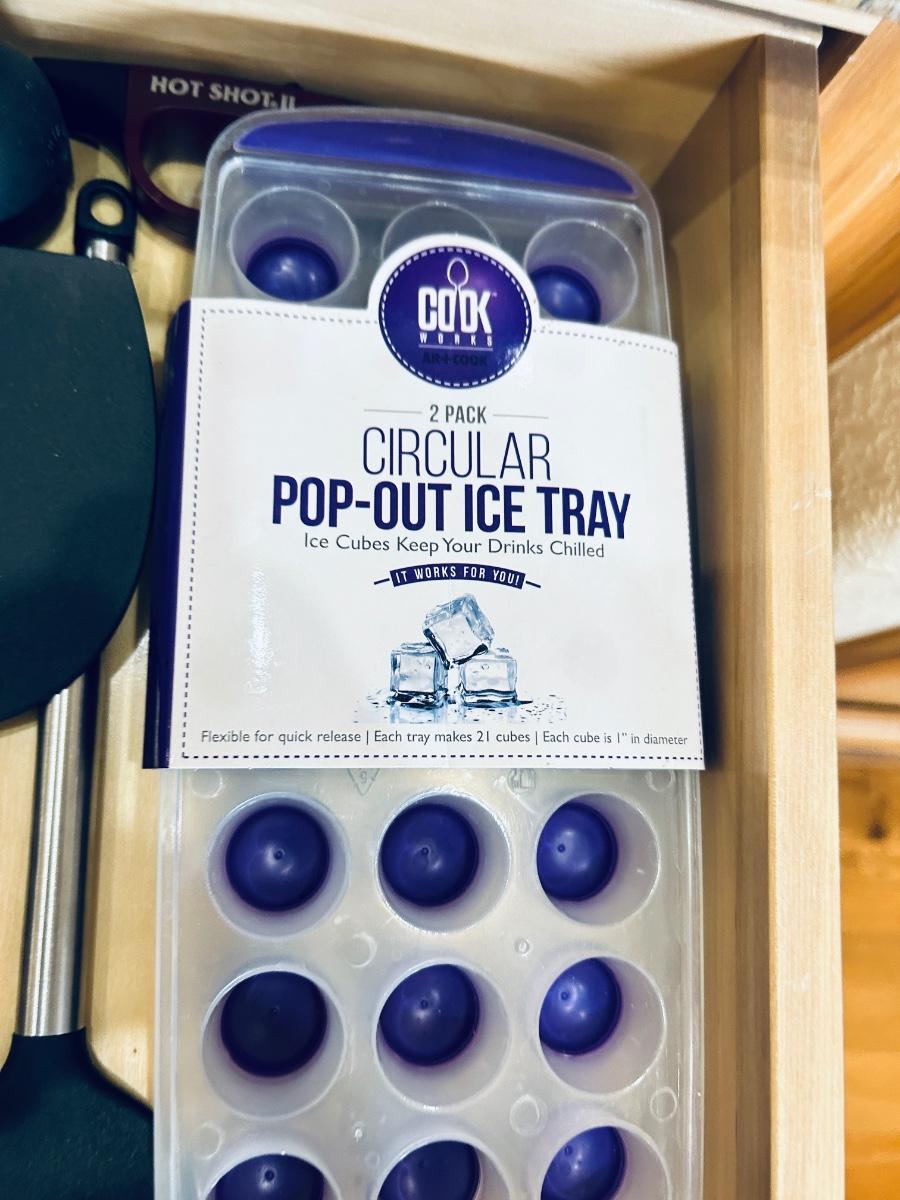 HOT SHOT II
COOK
WORKS
ART+COOK
2 PACK
CIRCULAR
POP-OUT ICE TRAY
Ice Cubes Keep Your Drinks Chilled
IT WORKS FOR YOU!
Flexible for quick release | Each tray makes 21 cubes | Each cube is 1" in diameter
5